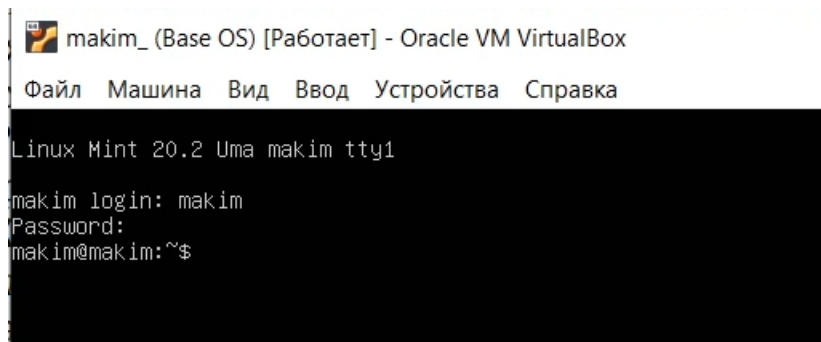 makim_ (Base OS) [Работает] - Oracle VM VirtualBox
Файл Машина Вид Ввод Устройства Справка
Linux Mint 20.2 Uma makim tty1
makim login: makim
Password:
makim@makim:~$